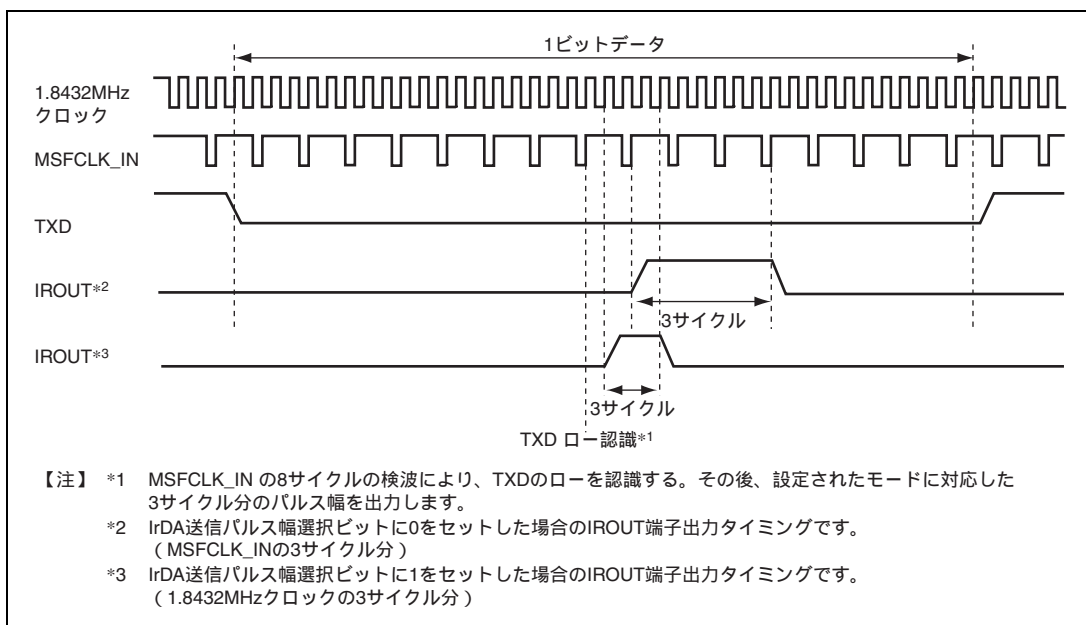 1ビットデータ
1.8432MHz
クロック
MSFCLK_IN
TXD
IROUT*2
3サイクル
IROUT*3
3サイクル
TXD ロー認識*1
【注】 *1 MSFCLK_IN の8サイクルの検波により、TXDのローを認識する。その後、設定されたモードに対応した
3サイクル分のパルス幅を出力します。
*2 IrDA送信パルス幅選択ビットに0をセットした場合のIROUT端子出力タイミングです。
(MSFCLK_INの3サイクル分)
*3 IrDA送信パルス幅選択ビットに1をセットした場合のIROUT端子出力タイミングです。
(1.8432MHzクロックの3サイクル分)